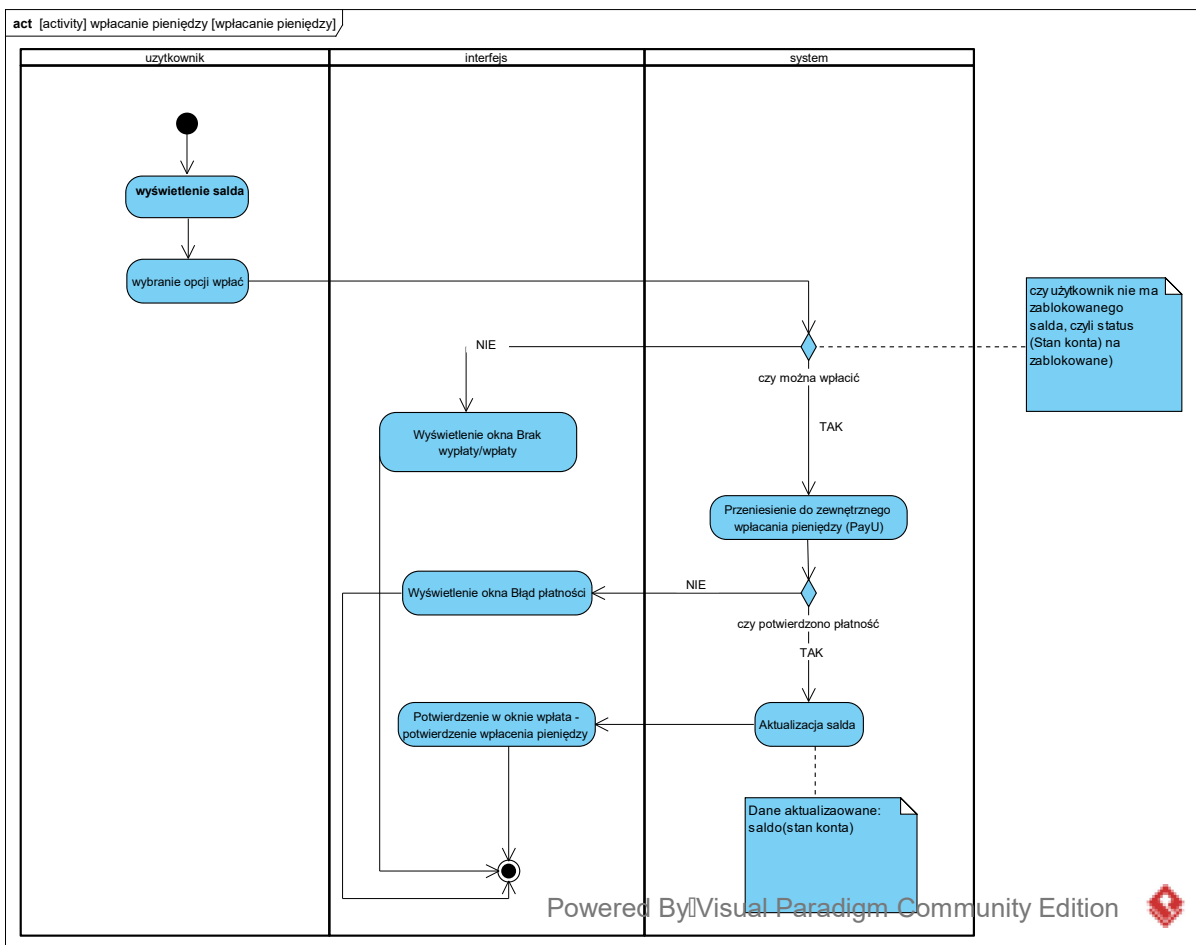 act [activity] wpłacanie pieniędzy [wpłacanie pieniędzy]
uzytkownik
interfejs
system
wyświetlenie salda
wybranie opcji wpłać
czy użytkownik nie ma
zablokowanego
salda, czyli status
(Stan konta) na
zablokowane)
NIE
czy można wpłacić
TAK
Wyświetlenie okna Brak
wypłaty/wpłaty
Przeniesienie do zewnętrznego
wpłacania pieniędzy (PayU)
NIE
Wyświetlenie okna Błąd płatności
czy potwierdzono płatność
TAK
Potwierdzenie w oknie wpłata -
potwierdzenie wpłacenia pieniędzy
Aktualizacja salda
Dane aktualizaowane:
saldo(stan konta)
Powered By Visual Paradigm Community Edition